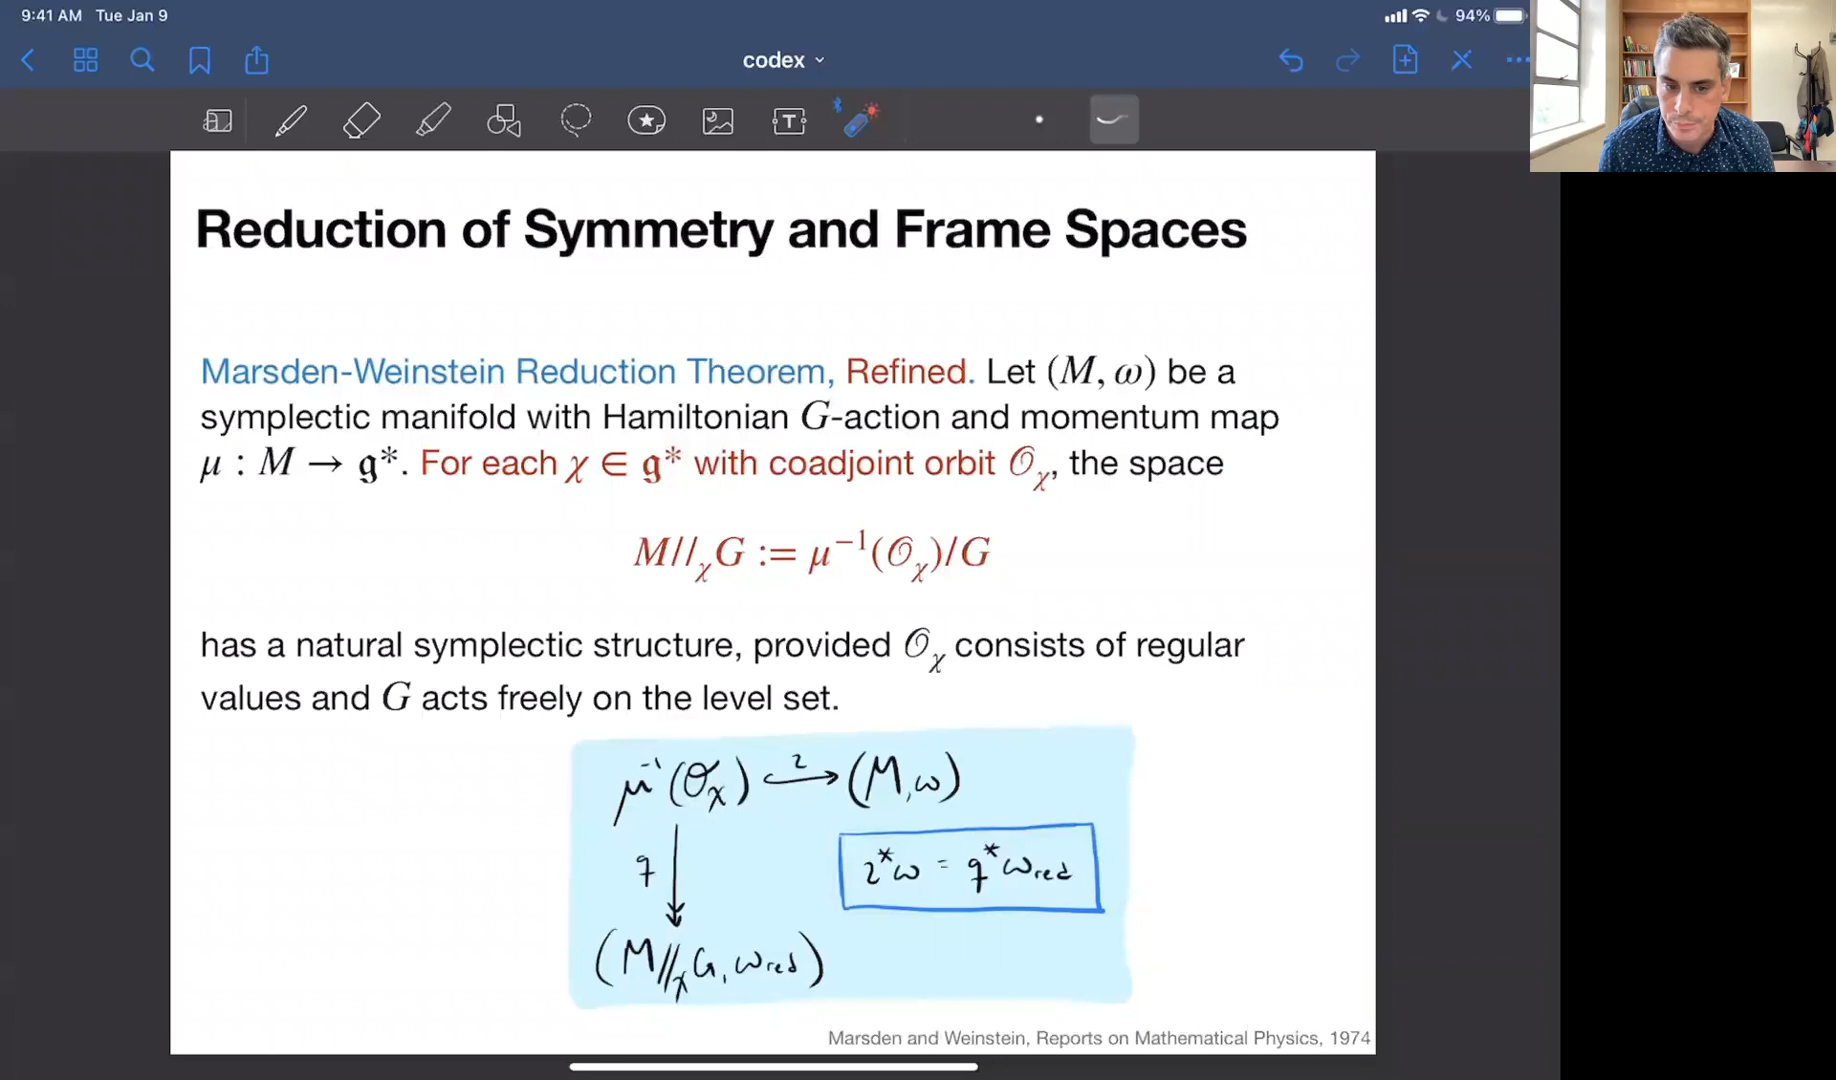 9:41 AM Tue Jan 9
94%
codex
T
Reduction of Symmetry and Frame Spaces
Marsden-Weinstein Reduction Theorem, Refined. Let (M, ω) be a
symplectic manifold with Hamiltonian G-action and momentum map
μ : M → 𝔤*. For each χ ∈ 𝔤* with coadjoint orbit 𝒪_χ, the space
M//_χ G := μ⁻¹(𝒪_χ)/G
has a natural symplectic structure, provided 𝒪_χ consists of regular
values and G acts freely on the level set.
μ⁻¹(𝒪_χ) ↪ι (M, ω)
q
ι*ω = q*ω_red
(M//_χ G, ω_red)
Marsden and Weinstein, Reports on Mathematical Physics, 1974